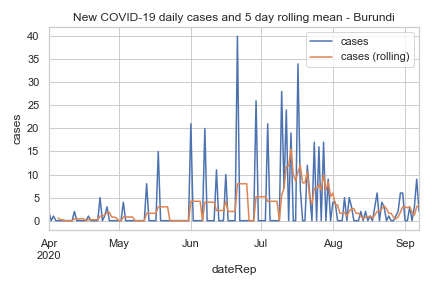 New COVID-19 daily cases and 5 day rolling mean - Burundi
cases
cases (rolling)
40
35
30
25
20
15
10
5
0
cases
Apr
2020
May
Jun
Jul
Aug
Sep
dateRep